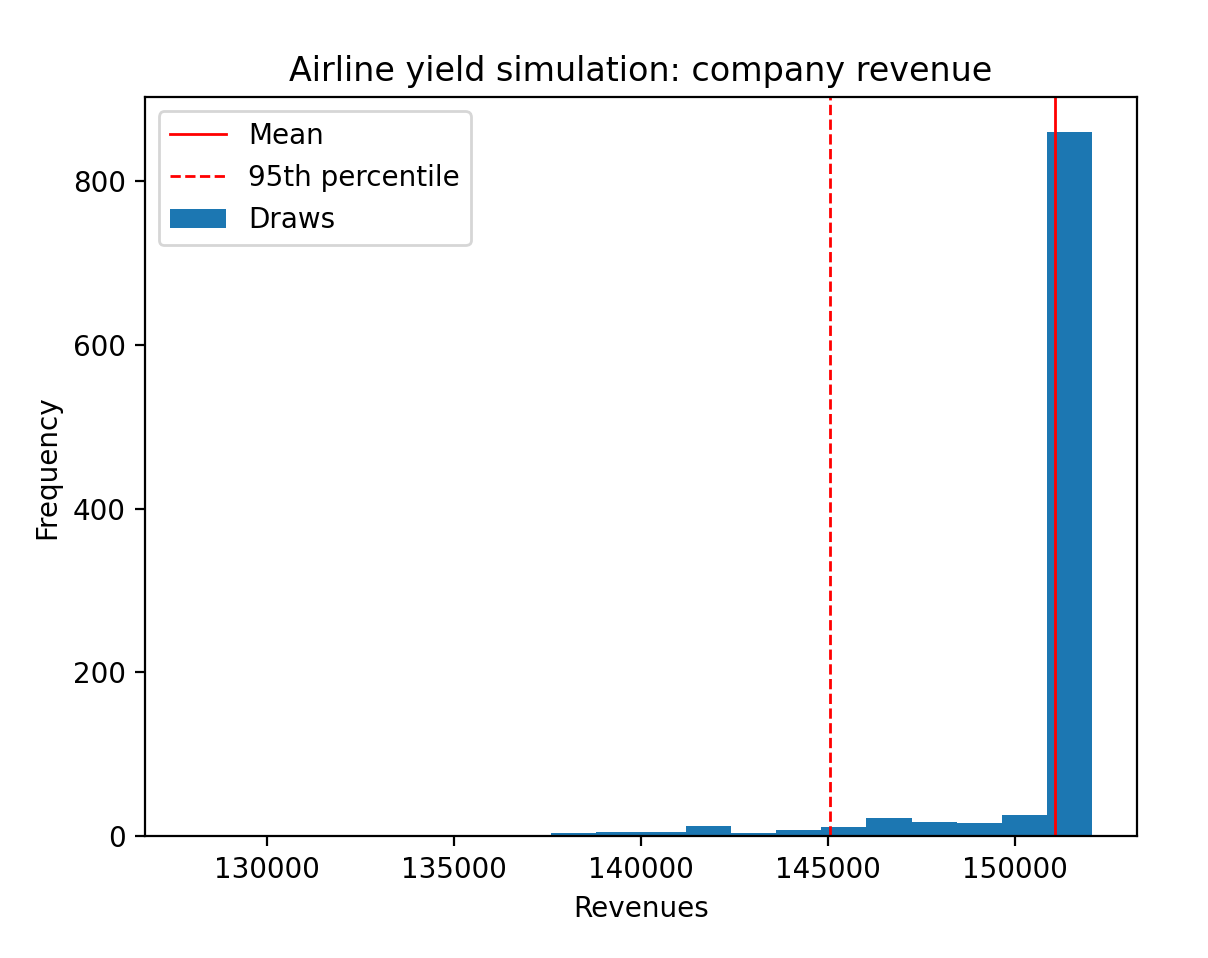 Airline yield simulation: company revenue
Mean
95th percentile
Draws
800
600
400
200
0
Frequency
130000 135000 140000 145000 150000
Revenues